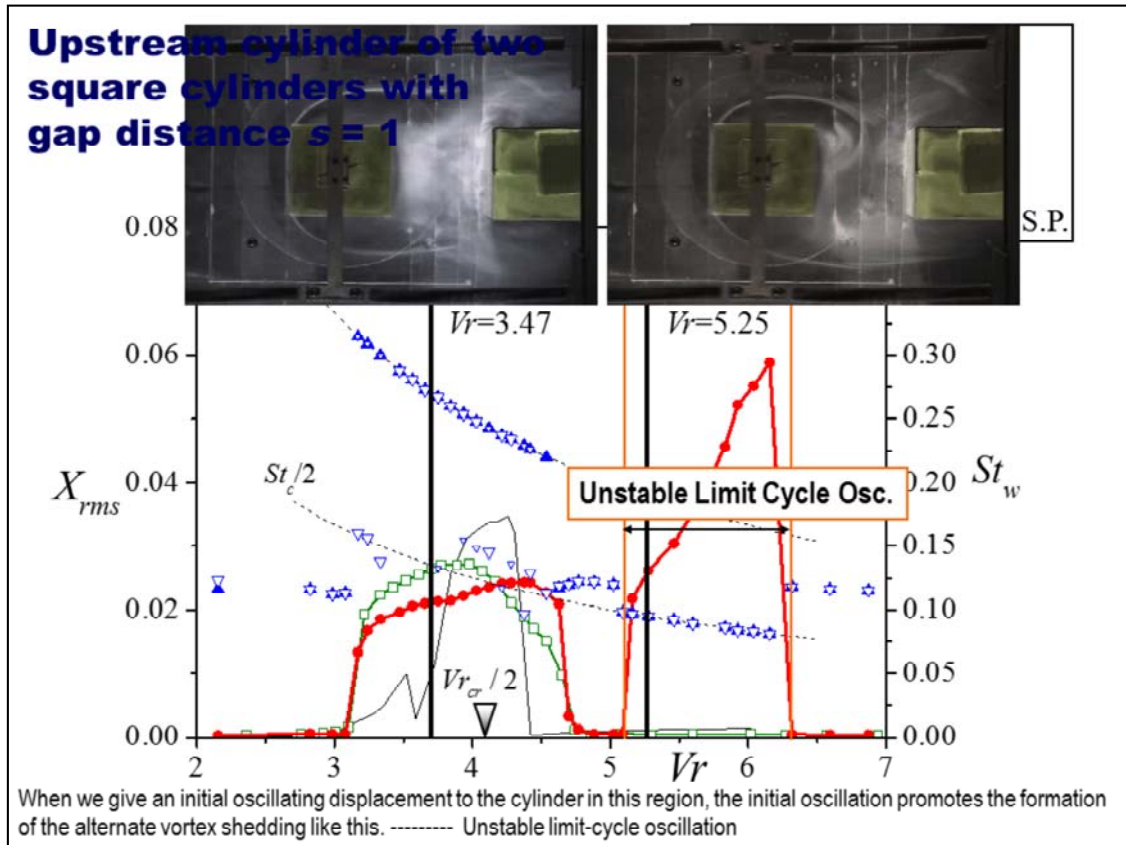 Upstream cylinder of two
square cylinders with
gap distance s = 1
S.P.
0.08
Vr=3.47
Vr=5.25
0.06
0.30
0.25
0.04
0.20
X_rms
St_w
St_c/2
Unstable Limit Cycle Osc.
0.15
0.02
0.10
Vr_cr / 2
0.05
0.00
0.00
2 3 4 5 6 7
Vr
When we give an initial oscillating displacement to the cylinder in this region, the initial oscillation promotes the formation
of the alternate vortex shedding like this. --------- Unstable limit-cycle oscillation